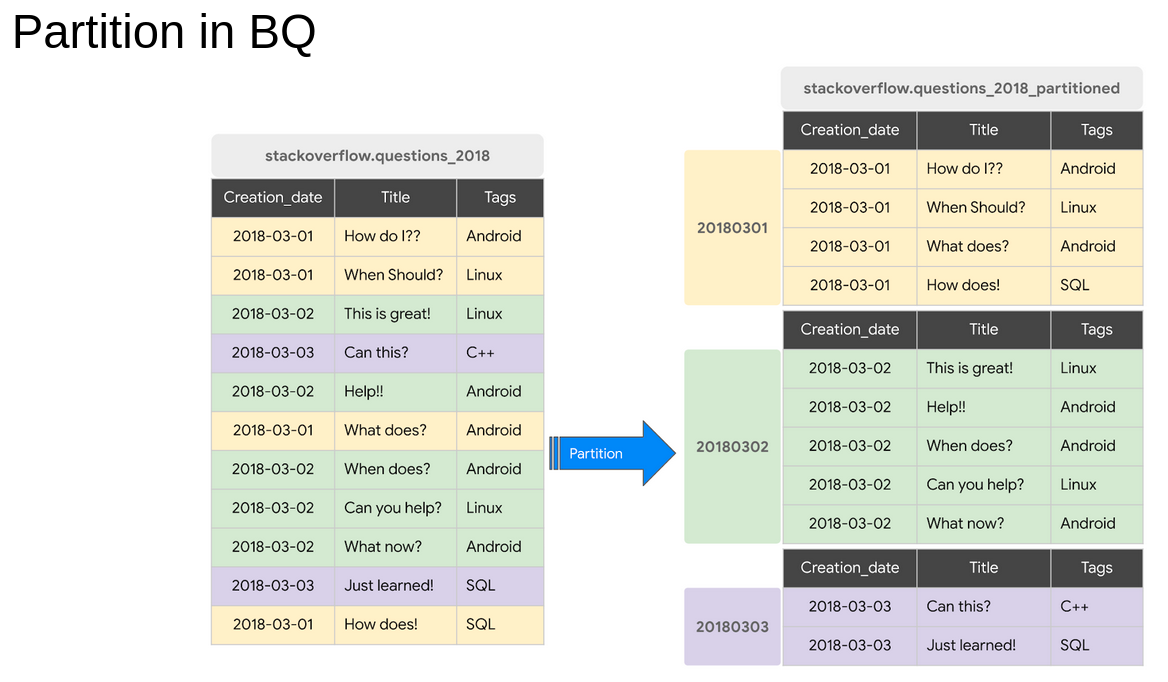 Partition in BQ
stackoverflow.questions_2018
Creation_date Title Tags
2018-03-01 How do I?? Android
2018-03-01 When Should? Linux
2018-03-02 This is great! Linux
2018-03-03 Can this? C++
2018-03-02 Help!! Android
2018-03-01 What does? Android
2018-03-02 When does? Android
2018-03-02 Can you help? Linux
2018-03-02 What now? Android
2018-03-03 Just learned! SQL
2018-03-01 How does! SQL
Partition
stackoverflow.questions_2018_partitioned
Creation_date Title Tags
20180301
2018-03-01 How do I?? Android
2018-03-01 When Should? Linux
2018-03-01 What does? Android
2018-03-01 How does! SQL
Creation_date Title Tags
20180302
2018-03-02 This is great! Linux
2018-03-02 Help!! Android
2018-03-02 When does? Android
2018-03-02 Can you help? Linux
2018-03-02 What now? Android
Creation_date Title Tags
20180303
2018-03-03 Can this? C++
2018-03-03 Just learned! SQL